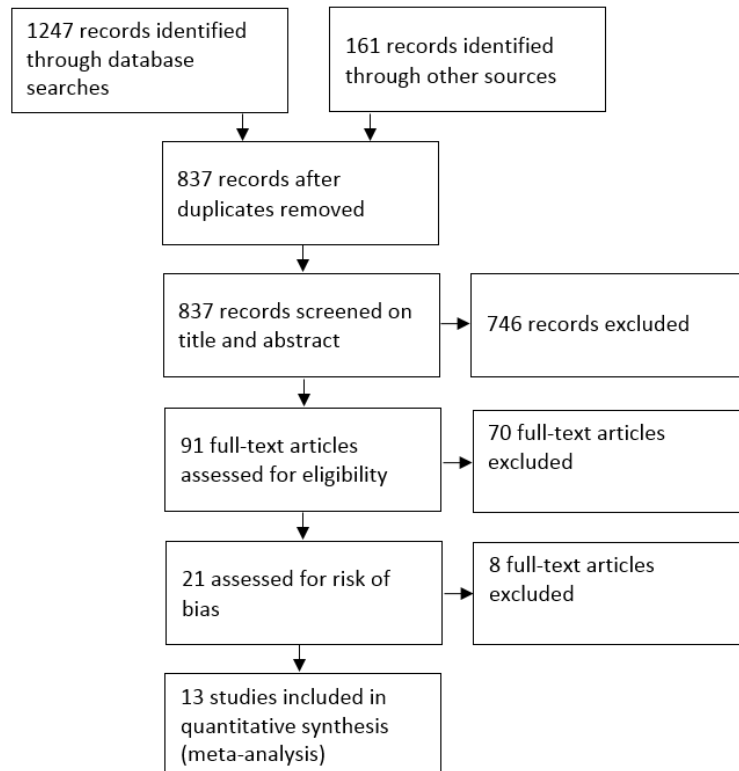 1247 records identified
through database
searches
161 records identified
through other sources
837 records after
duplicates removed
837 records screened on
title and abstract
746 records excluded
91 full-text articles
assessed for eligibility
70 full-text articles
excluded
21 assessed for risk of
bias
8 full-text articles
excluded
13 studies included in
quantitative synthesis
(meta-analysis)